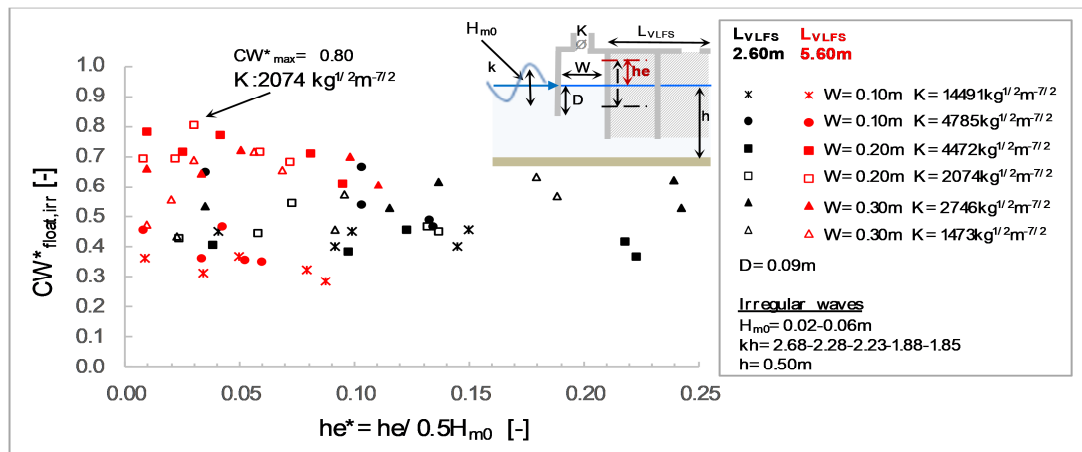 CW*max= 0.80
K:2074 kg1/2m-7/2
CW*float,irr [-]
1.0
0.9
0.8
0.7
0.6
0.5
0.4
0.3
0.2
0.1
0.0
0.00 0.05 0.10 0.15 0.20 0.25
he* = he/ 0.5Hm0 [-]
Hm0
K
Ø
LVLFS
k
W
he
D
h
LVLFS LVLFS
2.60m 5.60m
W= 0.10m K= 14491kg1/2m-7/2
W= 0.10m K= 4785kg1/2m-7/2
W= 0.20m K= 4472kg1/2m-7/2
W= 0.20m K= 2074kg1/2m-7/2
W= 0.30m K= 2746kg1/2m-7/2
W= 0.30m K= 1473kg1/2m-7/2
D= 0.09m
Irregular waves
Hm0= 0.02-0.06m
kh= 2.68-2.28-2.23-1.88-1.85
h= 0.50m